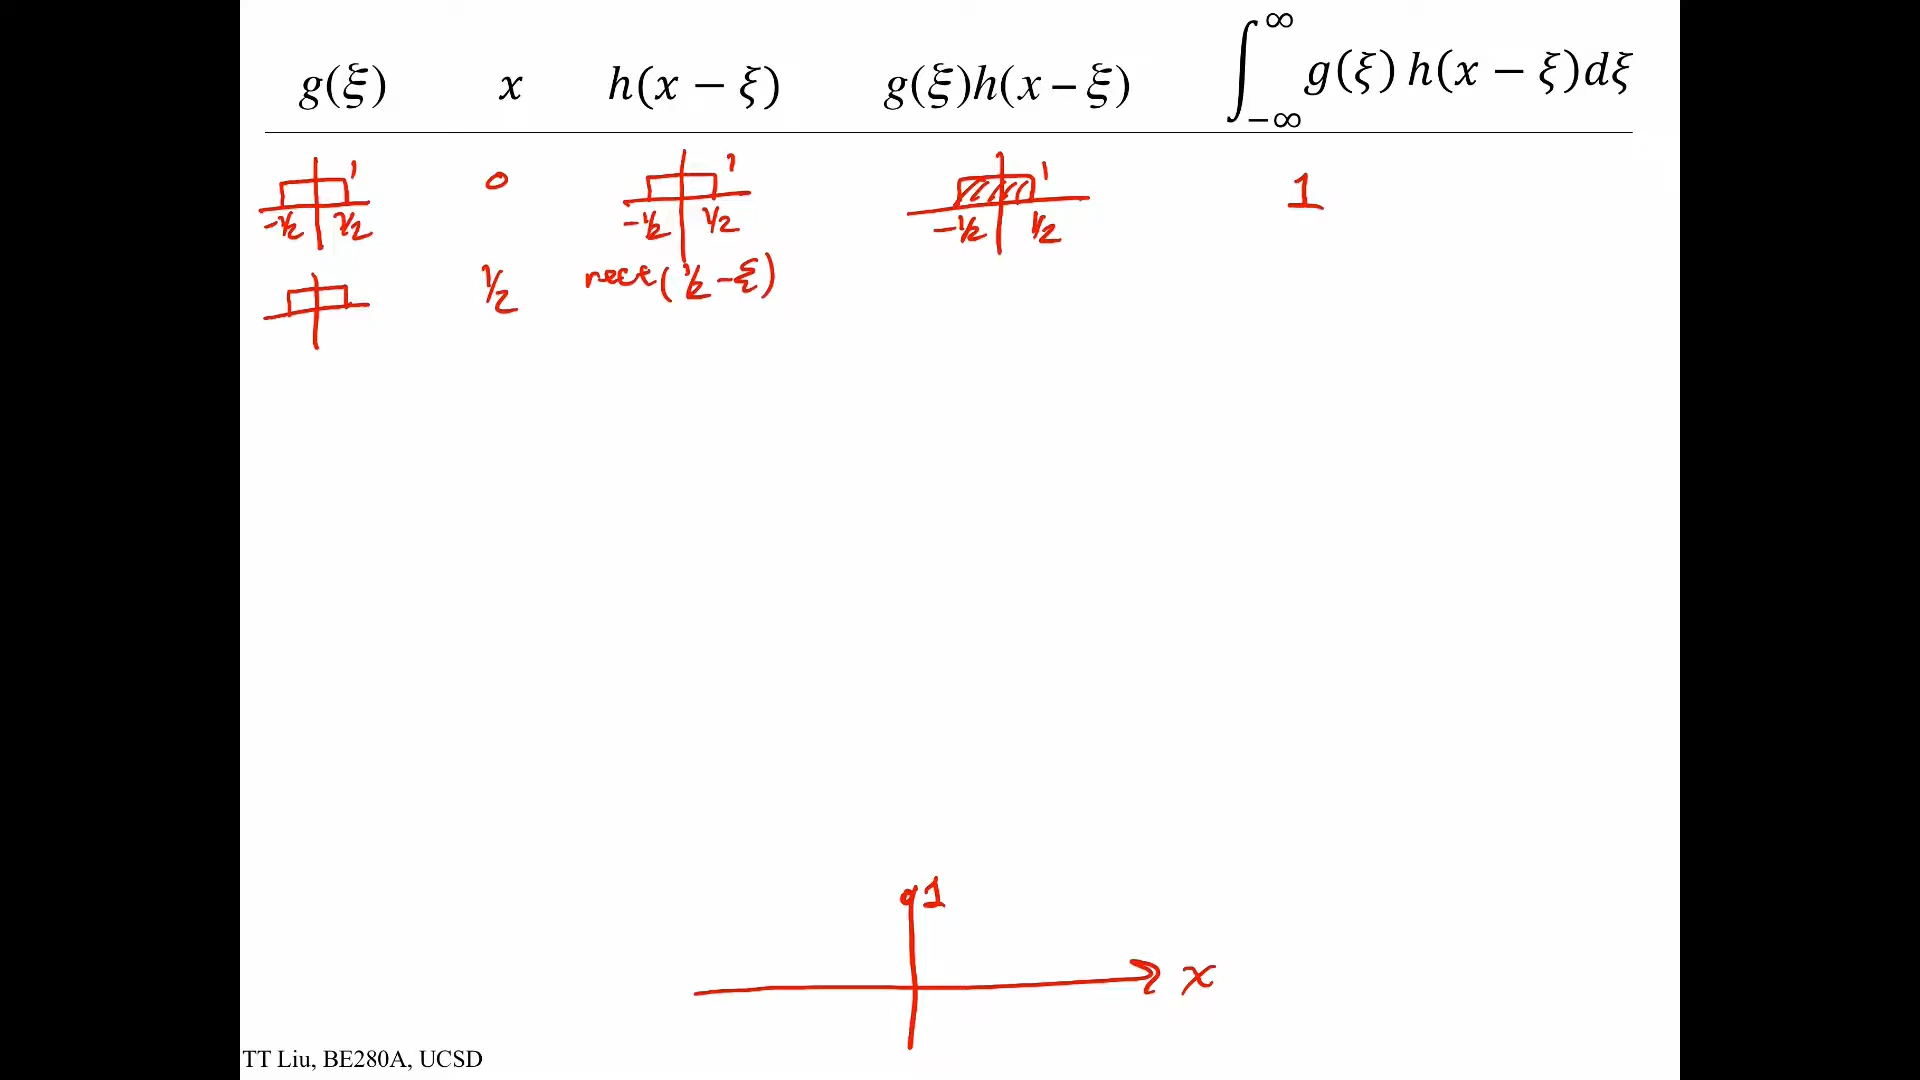 g(ξ) x h(x − ξ) g(ξ)h(x − ξ) ∫_{−∞}^{∞} g(ξ) h(x − ξ)dξ
1 0 1 1 1
-1/2 1/2 -1/2 1/2 -1/2 1/2
1/2 rect(1/2-ξ)
1
x
TT Liu, BE280A, UCSD